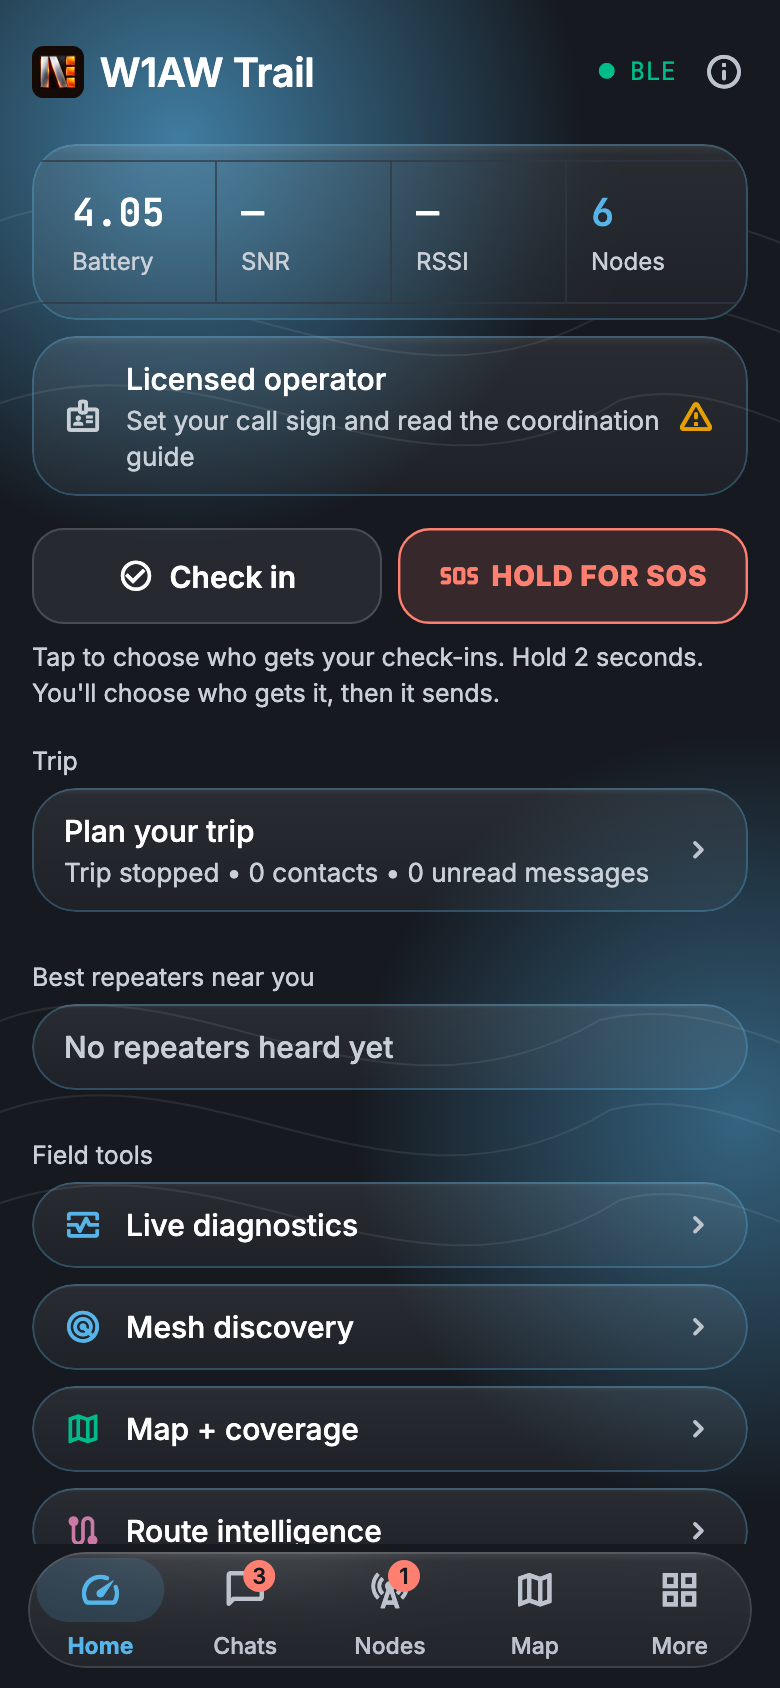 W1AW Trail
BLE
4.05
Battery
–
SNR
–
RSSI
6
Nodes
Licensed operator
Set your call sign and read the coordination
guide
Check in
SOS HOLD FOR SOS
Tap to choose who gets your check-ins. Hold 2 seconds.
You'll choose who gets it, then it sends.
Trip
Plan your trip
Trip stopped • 0 contacts • 0 unread messages
Best repeaters near you
No repeaters heard yet
Field tools
Live diagnostics
Mesh discovery
Map + coverage
Route intelligence
3
1
Home
Chats
Nodes
Map
More